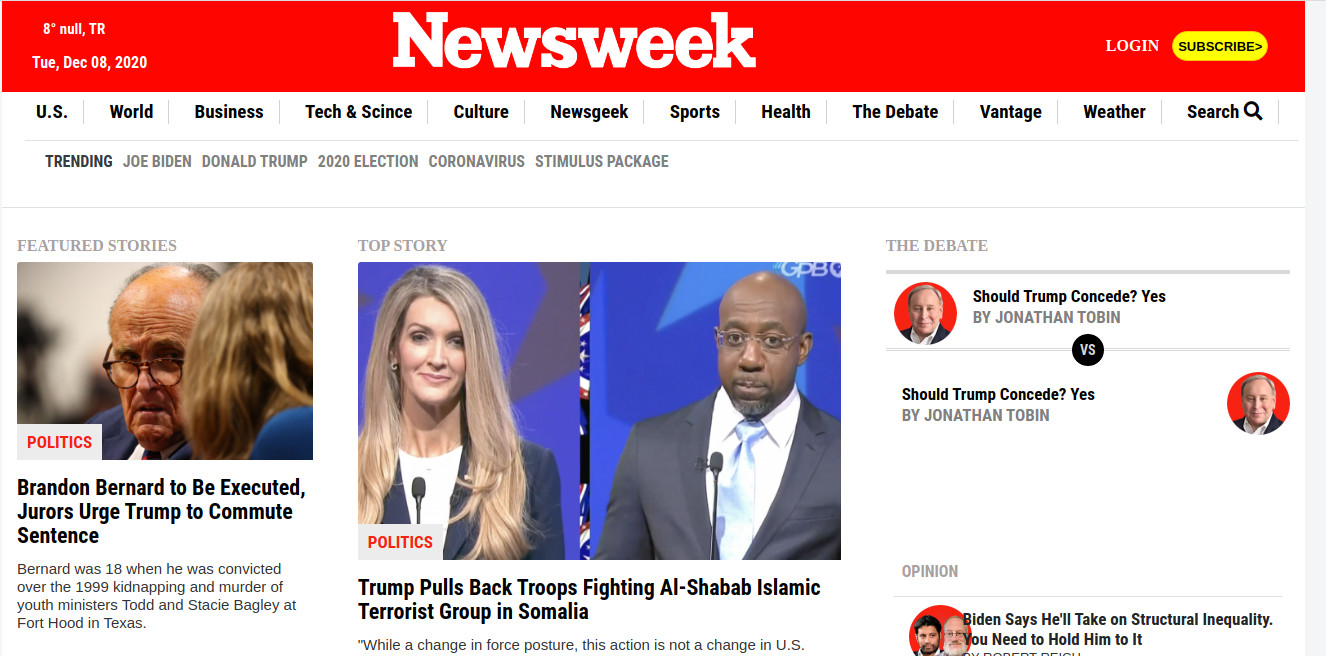 8° null, TR
Tue, Dec 08, 2020
Newsweek
LOGIN
SUBSCRIBE>
U.S.
World
Business
Tech & Scince
Culture
Newsgeek
Sports
Health
The Debate
Vantage
Weather
Search
TRENDING JOE BIDEN DONALD TRUMP 2020 ELECTION CORONAVIRUS STIMULUS PACKAGE
FEATURED STORIES
POLITICS
Brandon Bernard to Be Executed,
Jurors Urge Trump to Commute
Sentence
Bernard was 18 when he was convicted
over the 1999 kidnapping and murder of
youth ministers Todd and Stacie Bagley at
Fort Hood in Texas.
TOP STORY
GPB
POLITICS
Trump Pulls Back Troops Fighting Al-Shabab Islamic
Terrorist Group in Somalia
"While a change in force posture, this action is not a change in U.S.
THE DEBATE
Should Trump Concede? Yes
BY JONATHAN TOBIN
VS
Should Trump Concede? Yes
BY JONATHAN TOBIN
OPINION
Biden Says He'll Take on Structural Inequality.
You Need to Hold Him to It
BY ROBERT REICH